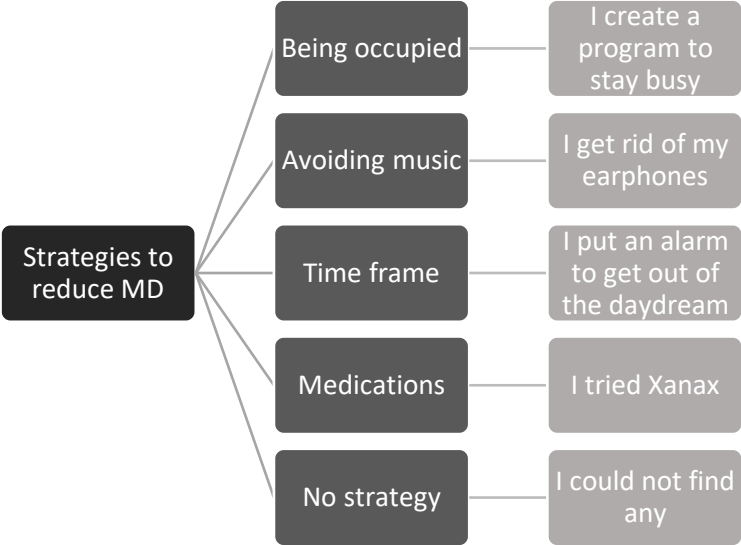 Strategies to
reduce MD
Being occupied
I create a
program to
stay busy
Avoiding music
I get rid of my
earphones
Time frame
I put an alarm
to get out of
the daydream
Medications
I tried Xanax
No strategy
I could not find
any